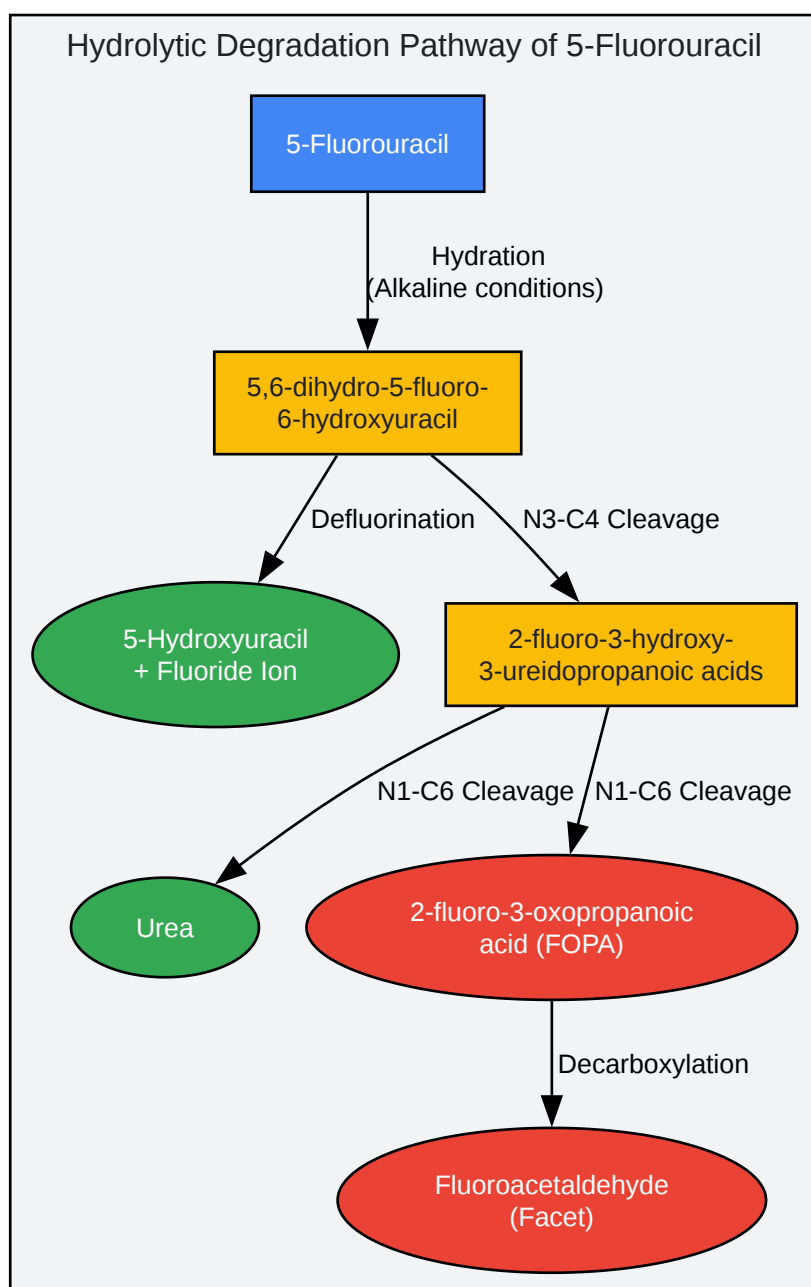 Hydrolytic Degradation Pathway of 5-Fluorouracil
5-Fluorouracil
Hydration
(Alkaline conditions)
5,6-dihydro-5-fluoro-
6-hydroxyuracil
Defluorination
N3-C4 Cleavage
5-Hydroxyuracil
+ Fluoride Ion
2-fluoro-3-hydroxy-
3-ureidopropanoic acids
N1-C6 Cleavage
N1-C6 Cleavage
Urea
2-fluoro-3-oxopropanoic
acid (FOPA)
Decarboxylation
Fluoroacetaldehyde
(Facet)